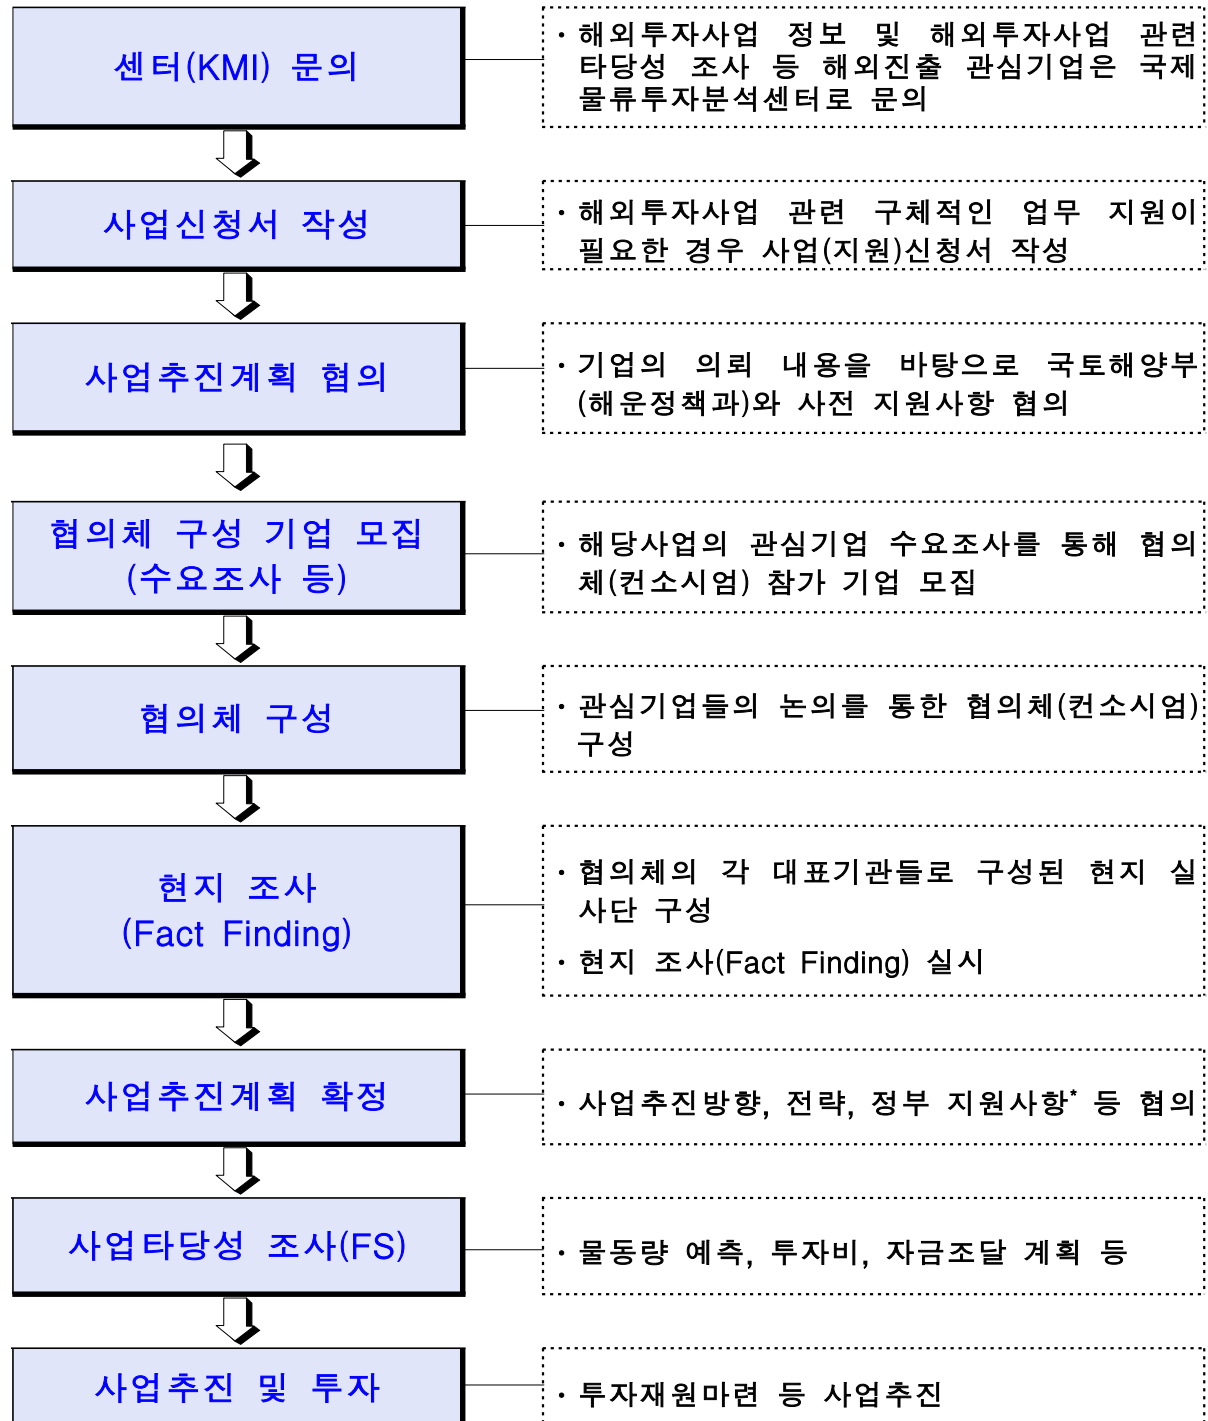 센터(KMI) 문의
· 해외투자사업 정보 및 해외투자사업 관련
타당성 조사 등 해외진출 관심기업은 국제
물류투자분석센터로 문의
사업신청서 작성
· 해외투자사업 관련 구체적인 업무 지원이
필요한 경우 사업(지원)신청서 작성
사업추진계획 협의
· 기업의 의뢰 내용을 바탕으로 국토해양부
(해운정책과)와 사전 지원사항 협의
협의체 구성 기업 모집
(수요조사 등)
· 해당사업의 관심기업 수요조사를 통해 협의
체(컨소시엄) 참가 기업 모집
협의체 구성
· 관심기업들의 논의를 통한 협의체(컨소시엄)
구성
현지 조사
(Fact Finding)
· 협의체의 각 대표기관들로 구성된 현지 실
사단 구성
· 현지 조사(Fact Finding) 실시
사업추진계획 확정
· 사업추진방향, 전략, 정부 지원사항* 등 협의
사업타당성 조사(FS)
· 물동량 예측, 투자비, 자금조달 계획 등
사업추진 및 투자
· 투자재원마련 등 사업추진